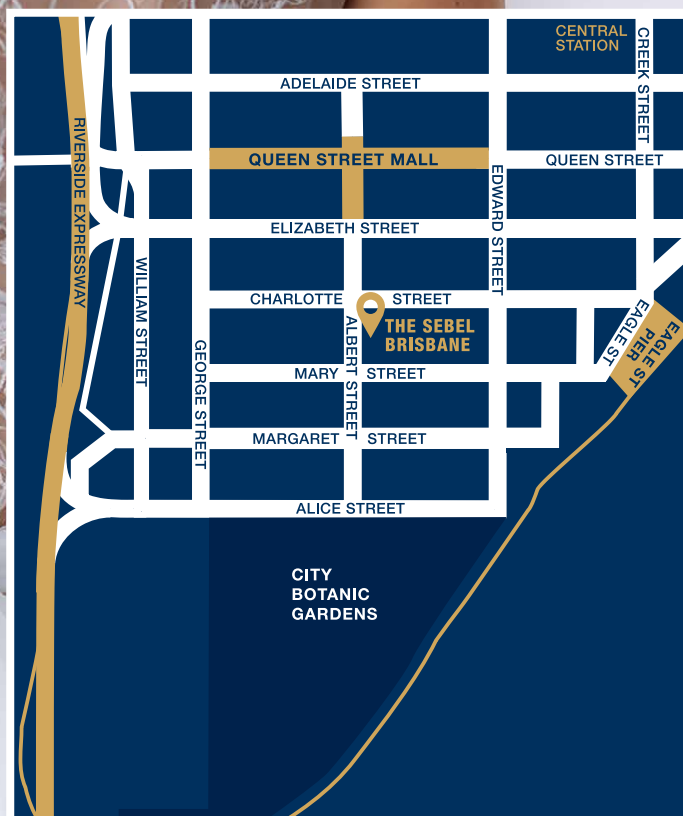 CENTRAL
STATION
CREEK STREET
ADELAIDE STREET
RIVERSIDE EXPRESSWAY
QUEEN STREET MALL
QUEEN STREET
EDWARD STREET
ELIZABETH STREET
WILLIAM STREET
CHARLOTTE STREET
EAGLE ST
EAGLE ST
PIER
THE SEBEL
BRISBANE
ALBERT STREET
GEORGE STREET
MARY STREET
MARGARET STREET
ALICE STREET
CITY
BOTANIC
GARDENS